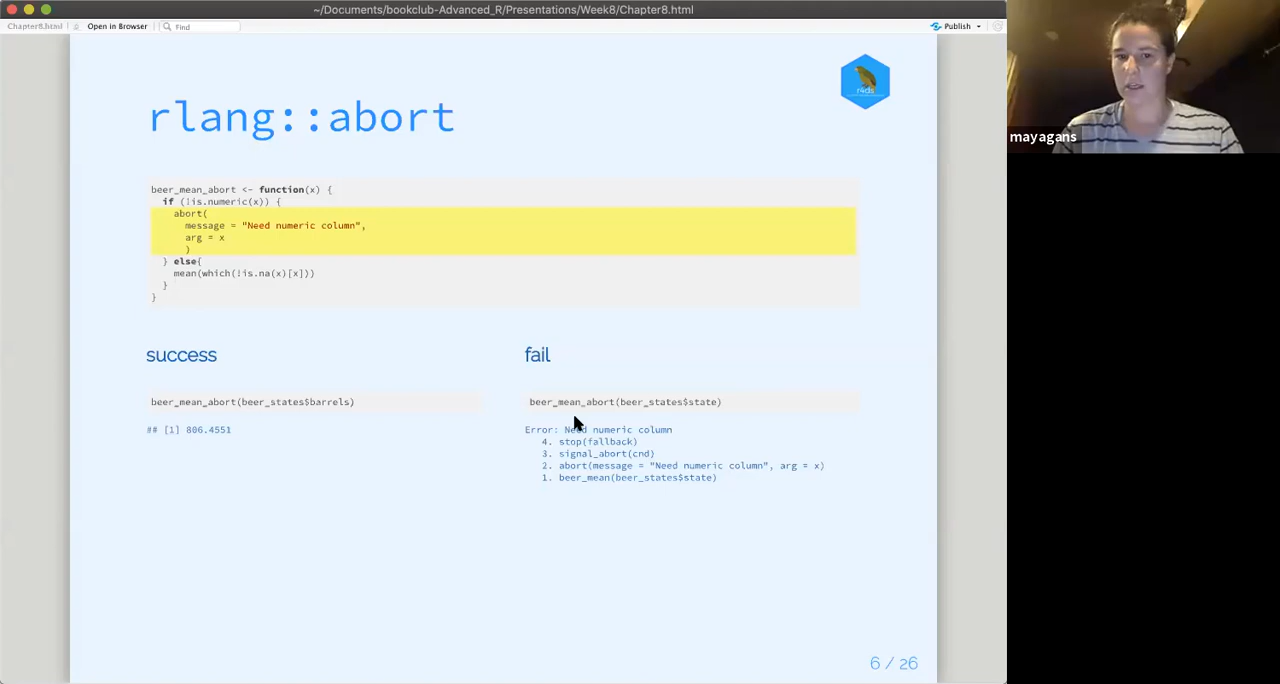 ~/Documents/bookclub-Advanced_R/Presentations/Week8/Chapter8.html
Chapter8.html
Open in Browser
Find
Publish
r4ds
rlang::abort
mayagans
beer_mean_abort <- function(x) {
if (!is.numeric(x)) {
abort(
message = "Need numeric column",
arg = x
)
} else{
mean(which(!is.na(x)[x]))
}
}
success
fail
beer_mean_abort(beer_states$barrels)
beer_mean_abort(beer_states$state)
## [1] 806.4551
Error: Need numeric column
4. stop(fallback)
3. signal_abort(cnd)
2. abort(message = "Need numeric column", arg = x)
1. beer_mean(beer_states$state)
6 / 26